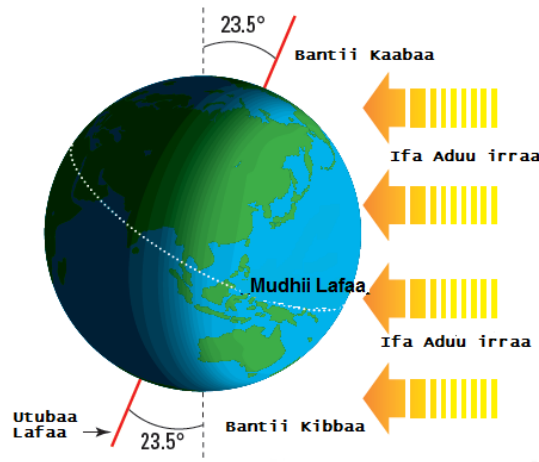 23.5°
Bantii Kaabaa
Ifa Aduu irraa
Mudhii Lafaa
Ifa Aduu irraa
Utubaa
Lafaa
23.5°
Bantii Kibbaa